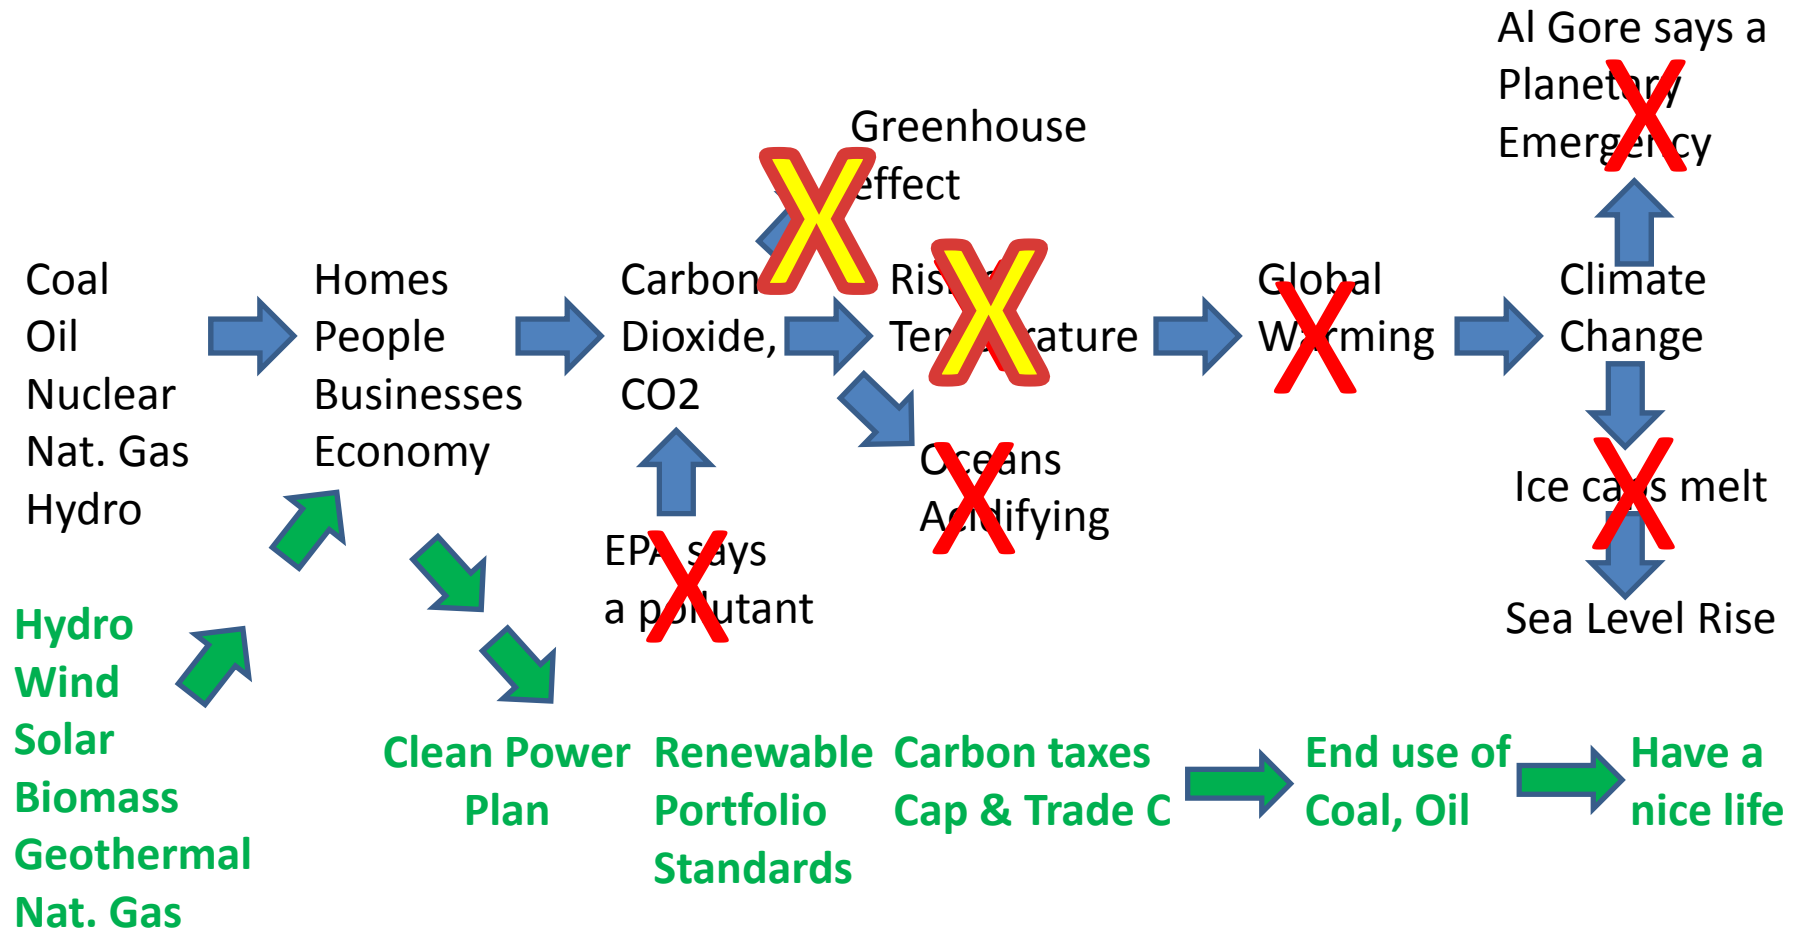 Al Gore says a
Planetary
Emergency
Greenhouse
effect
Coal
Oil
Nuclear
Nat. Gas
Hydro
Homes
People
Businesses
Economy
Carbon
Dioxide,
CO2
Rising
Temperature
Global
Warming
Climate
Change
Oceans
Acidifying
Ice caps melt
Sea Level Rise
EPA says
a pollutant
Hydro
Wind
Solar
Biomass
Geothermal
Nat. Gas
Clean Power
Plan
Renewable
Portfolio
Standards
Carbon taxes
Cap & Trade C
End use of
Coal, Oil
Have a
nice life
X
X
X
X
X
X
X